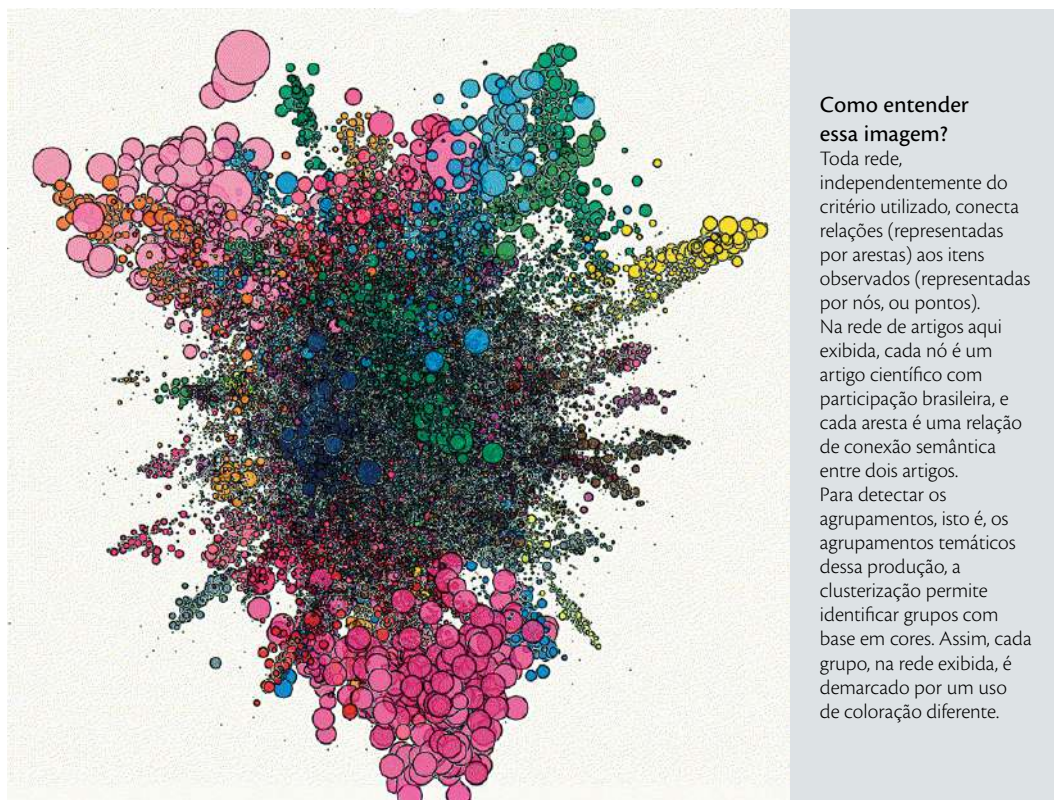 Como entender
essa imagem?
Toda rede,
independentemente do
critério utilizado, conecta
relações (representadas
por arestas) aos itens
observados (representadas
por nós, ou pontos).
Na rede de artigos aqui
exibida, cada nó é um
artigo científico com
participação brasileira, e
cada aresta é uma relação
de conexão semântica
entre dois artigos.
Para detectar os
agrupamentos, isto é, os
agrupamentos temáticos
dessa produção, a
clusterização permite
identificar grupos com
base em cores. Assim, cada
grupo, na rede exibida, é
demarcado por um uso
de coloração diferente.